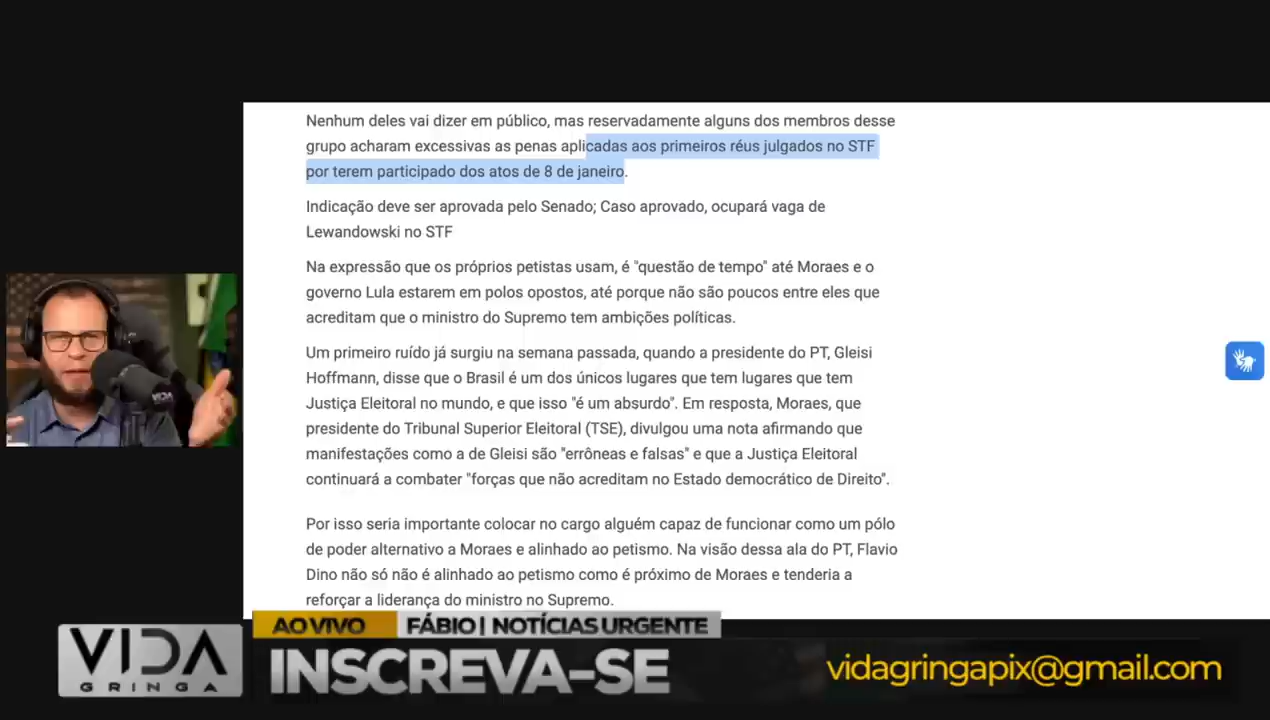 Nenhum deles vai dizer em público, mas reservadamente alguns dos membros desse
grupo acharam excessivas as penas aplicadas aos primeiros réus julgados no STF
por terem participado dos atos de 8 de janeiro.
Indicação deve ser aprovada pelo Senado; Caso aprovado, ocupará vaga de
Lewandowski no STF
Na expressão que os próprios petistas usam, é "questão de tempo" até Moraes e o
governo Lula estarem em polos opostos, até porque não são poucos entre eles que
acreditam que o ministro do Supremo tem ambições políticas.
Um primeiro ruído já surgiu na semana passada, quando a presidente do PT, Gleisi
Hoffmann, disse que o Brasil é um dos únicos lugares que tem lugares que tem
Justiça Eleitoral no mundo, e que isso "é um absurdo". Em resposta, Moraes, que
presidente do Tribunal Superior Eleitoral (TSE), divulgou uma nota afirmando que
manifestações como a de Gleisi são "errôneas e falsas" e que a Justiça Eleitoral
continuará a combater "forças que não acreditam no Estado democrático de Direito".
Por isso seria importante colocar no cargo alguém capaz de funcionar como um pólo
de poder alternativo a Moraes e alinhado ao petismo. Na visão dessa ala do PT, Flavio
Dino não só não é alinhado ao petismo como é próximo de Moraes e tenderia a
reforçar a liderança do ministro no Supremo.
VIDA
AO VIVO FÁBIO | NOTÍCIAS URGENTE
VIDA
GRINGA
INSCREVA-SE
vidagringapix@gmail.com